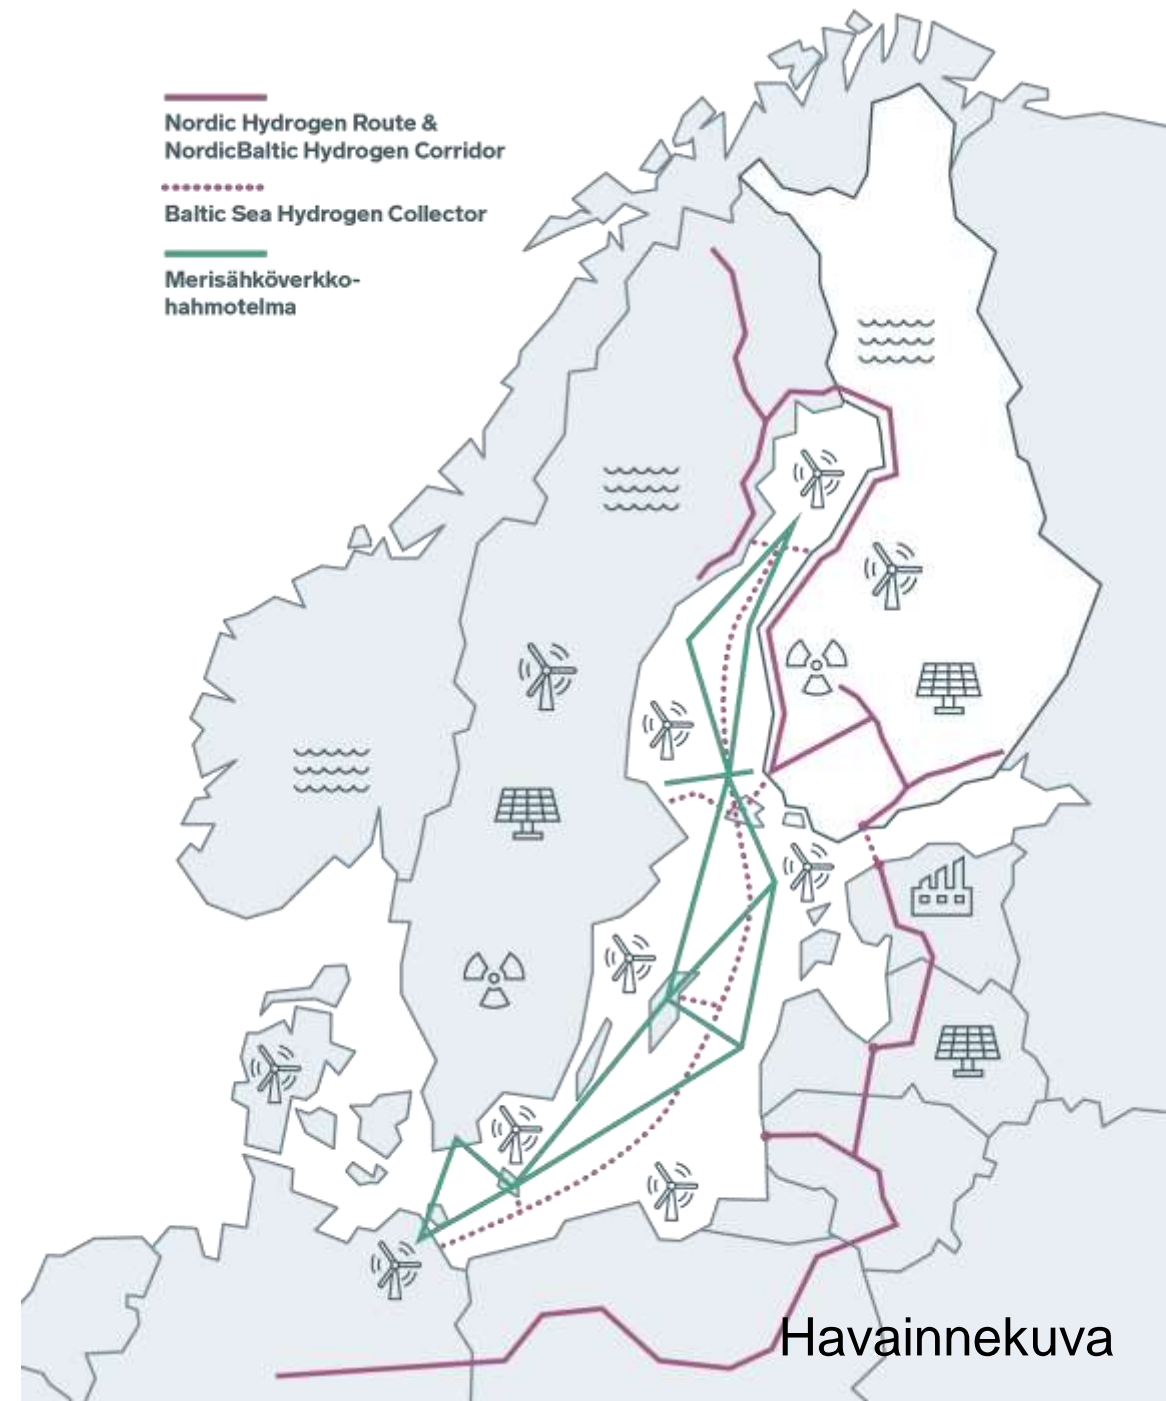 Nordic Hydrogen Route &
NordicBaltic Hydrogen Corridor
Baltic Sea Hydrogen Collector
Merisähköverkko-
hahmotelma
Havainnekuva